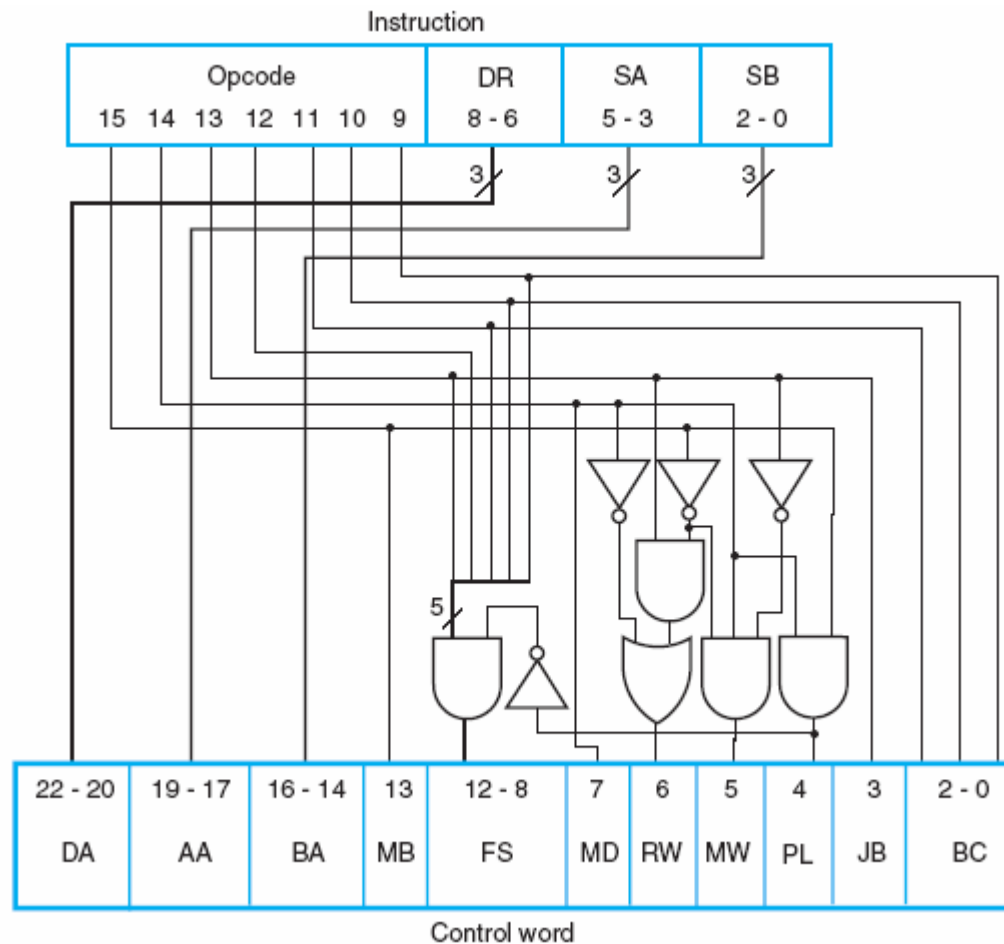 Instruction
Opcode DR SA SB
15 14 13 12 11 10 9 8 - 6 5 - 3 2 - 0
3 3 3
5
22 - 20 19 - 17 16 - 14 13 12 - 8 7 6 5 4 3 2 - 0
DA AA BA MB FS MD RW MW PL JB BC
Control word